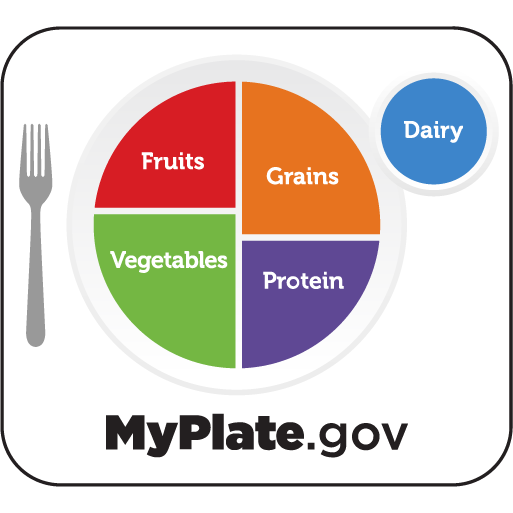 Fruits
Grains
Dairy
Vegetables
Protein
MyPlate.gov